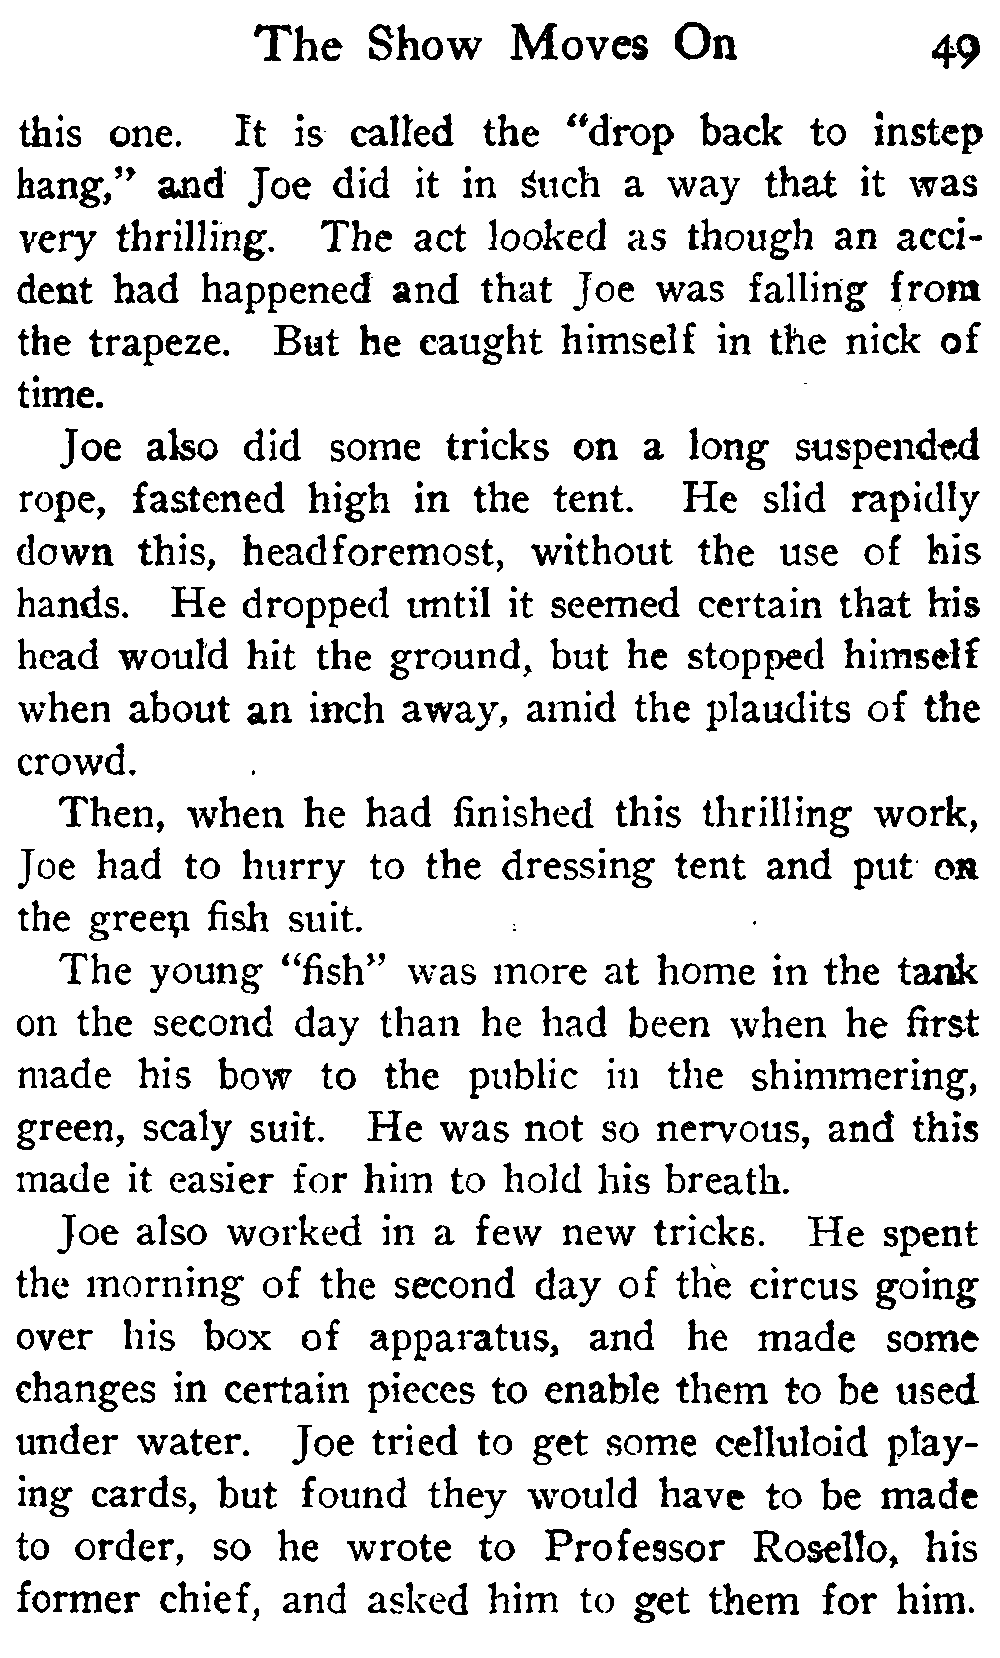 The Show Moves On 49
this one. It is called the "drop back to instep
hang," and Joe did it in such a way that it was
very thrilling. The act looked as though an acci-
dent had happened and that Joe was falling from
the trapeze. But he caught himself in the nick of
time.
Joe also did some tricks on a long suspended
rope, fastened high in the tent. He slid rapidly
down this, headforemost, without the use of his
hands. He dropped until it seemed certain that his
head would hit the ground, but he stopped himself
when about an inch away, amid the plaudits of the
crowd.
Then, when he had finished this thrilling work,
Joe had to hurry to the dressing tent and put on
the green fish suit.
The young "fish" was more at home in the tank
on the second day than he had been when he first
made his bow to the public in the shimmering,
green, scaly suit. He was not so nervous, and this
made it easier for him to hold his breath.
Joe also worked in a few new tricks. He spent
the morning of the second day of the circus going
over his box of apparatus, and he made some
changes in certain pieces to enable them to be used
under water. Joe tried to get some celluloid play-
ing cards, but found they would have to be made
to order, so he wrote to Professor Rosello, his
former chief, and asked him to get them for him.